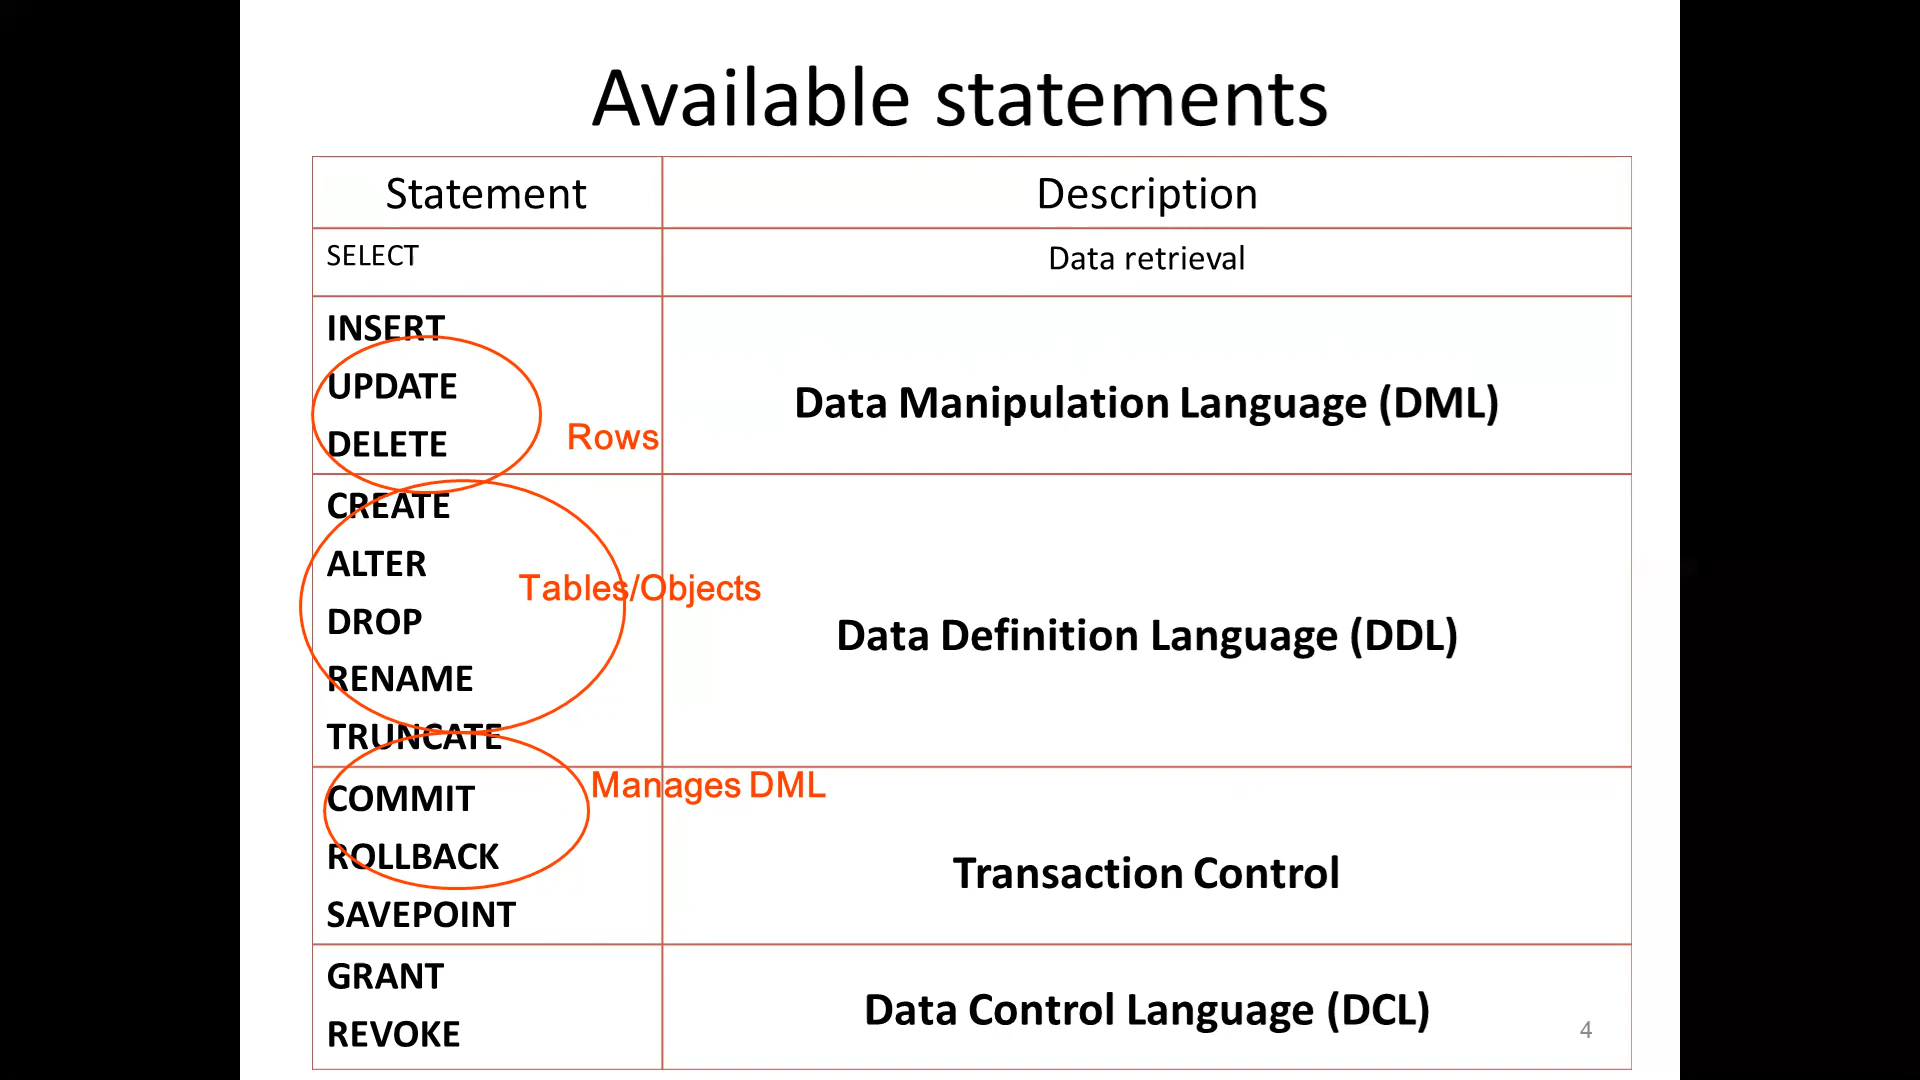 Available statements
Statement Description
SELECT Data retrieval
INSERT
UPDATE
Data Manipulation Language (DML)
DELETE Rows
CREATE
ALTER
Tables/Objects
DROP
Data Definition Language (DDL)
RENAME
TRUNCATE
COMMIT Manages DML
ROLLBACK
Transaction Control
SAVEPOINT
GRANT
Data Control Language (DCL)
REVOKE
4